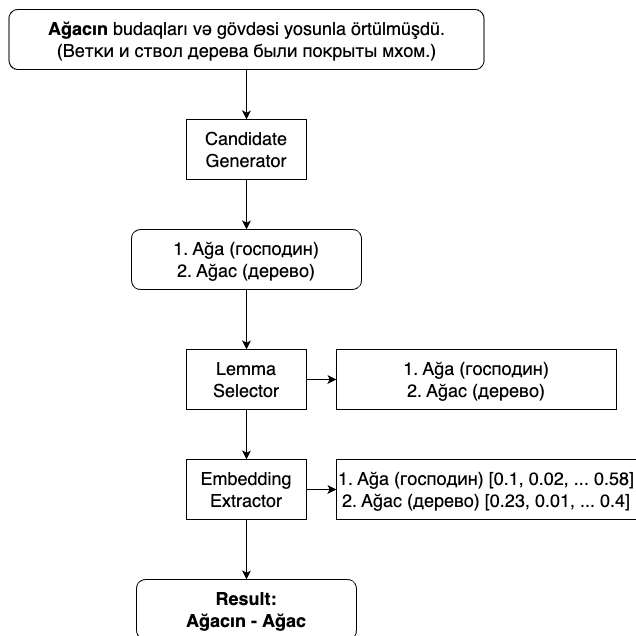 Ağacın budaqları və gövdəsi yosunla örtülmüşdü.
(Ветки и ствол дерева были покрыты мхом.)
Candidate
Generator
1. Ağa (господин)
2. Ağac (дерево)
Lemma
Selector
1. Ağa (господин)
2. Ağac (дерево)
Embedding
Extractor
1. Ağa (господин) [0.1, 0.02, ... 0.58]
2. Ağac (дерево) [0.23, 0.01, ... 0.4]
Result:
Ağacın - Ağac